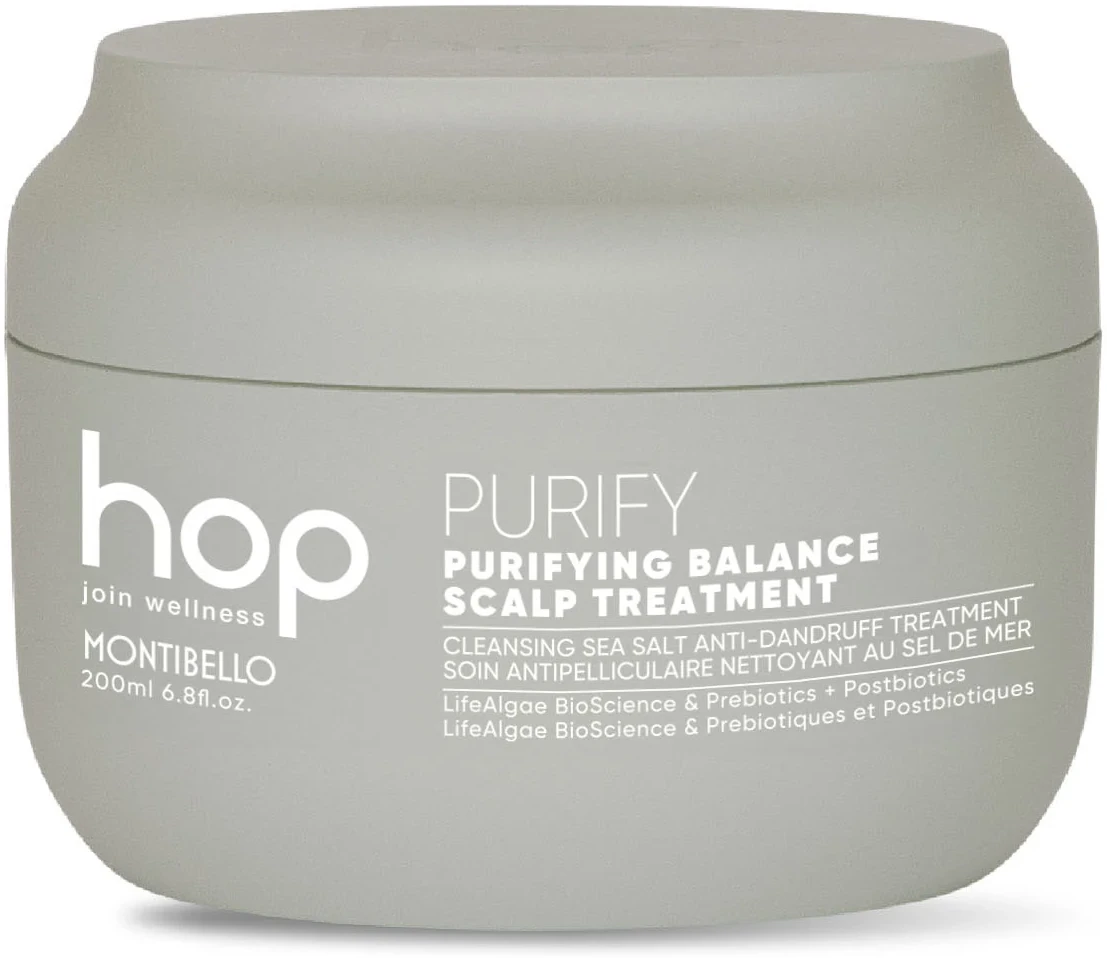 hop
join wellness
MONTIBELLO
200ml 6.8fl.oz.
PURIFY
PURIFYING BALANCE
SCALP TREATMENT
CLEANSING SEA SALT ANTI-DANDRUFF TREATMENT
SOIN ANTIPELLICULAIRE NETTOYANT AU SEL DE MER
LifeAlgae BioScience & Prebiotics + Postbiotics
LifeAlgae BioScience & Prebiotiques et Postbiotiques